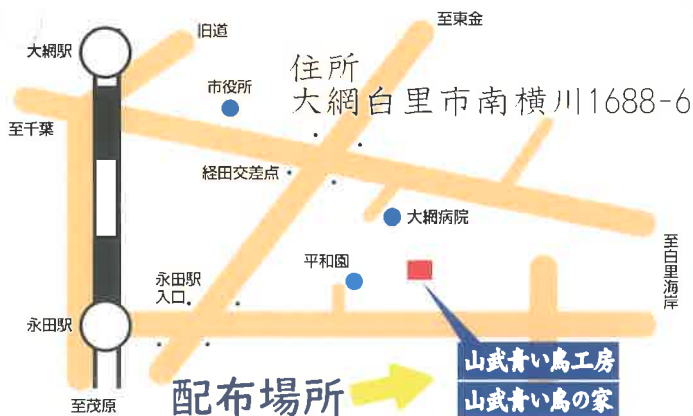 旧道
至東金
大網駅
住所
大網白里市南横川1688-6
市役所
至千葉
経田交差点
大網病院
至白里海岸
平和園
永田駅
入口
永田駅
山武青い鳥工房
山武青い鳥の家
配布場所
至茂原